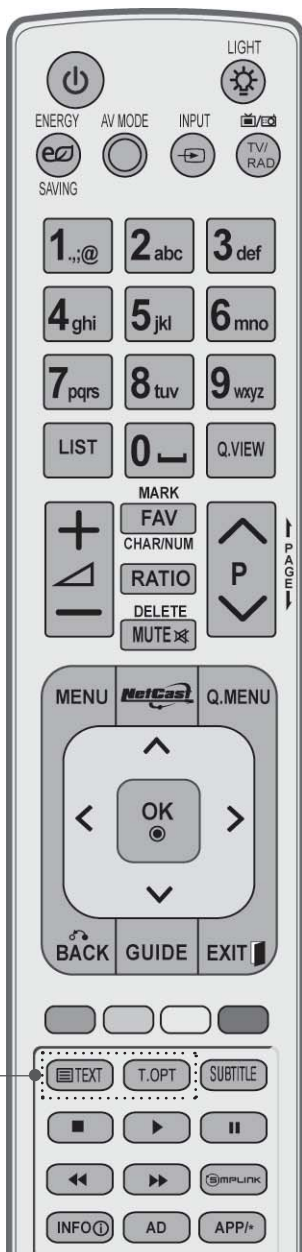 LIGHT
ENERGY AV MODE INPUT
TV/
RAD
SAVING
1.,;@ 2abc 3def
4ghi 5jkl 6mno
7pqrs 8tuv 9wxyz
LIST 0 Q.VIEW
MARK
FAV
CHAR/NUM
RATIO
P
PAGE
DELETE
MUTE
MENU NetCast Q.MENU
OK
BACK GUIDE EXIT
TEXT T.OPT SUBTITLE
SIMPLINK
INFO i AD APP/*